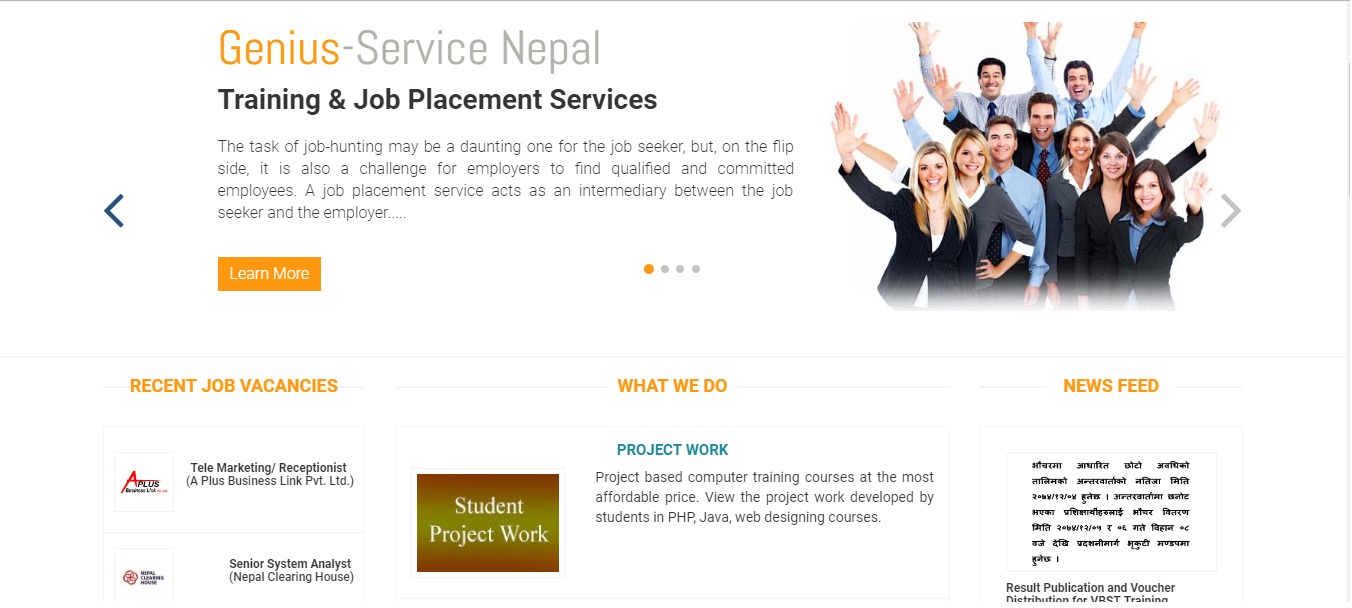 Genius-Service Nepal
Training & Job Placement Services
The task of job-hunting may be a daunting one for the job seeker, but, on the flip
side, it is also a challenge for employers to find qualified and committed
employees. A job placement service acts as an intermediary between the job
seeker and the employer.....
Learn More
RECENT JOB VACANCIES
APLUS
Business Link Pvt. Ltd.
Tele Marketing/ Receptionist
(A Plus Business Link Pvt. Ltd.)
NEPAL
CLEARING
HOUSE
Senior System Analyst
(Nepal Clearing House)
WHAT WE DO
PROJECT WORK
Student
Project Work
Project based computer training courses at the most
affordable price. View the project work developed by
students in PHP, Java, web designing courses.
NEWS FEED
भौचरमा आधारित छोटो अवधिको
तालिमको अन्तरवार्ताको नतिजा मिति
२०७४/१२/०४ हुनेछ । अन्तरवार्तामा छनोट
भएका प्रशिक्षार्थीहरुलाई भौचर वितरण
मिति २०७४/१२/०५ र ०६ गते विहान ०८
वजे देखि प्रदशनीमार्ग भृकुटी मण्डपमा
हुनेछ ।
Result Publication and Voucher
Distribution for VBST Training